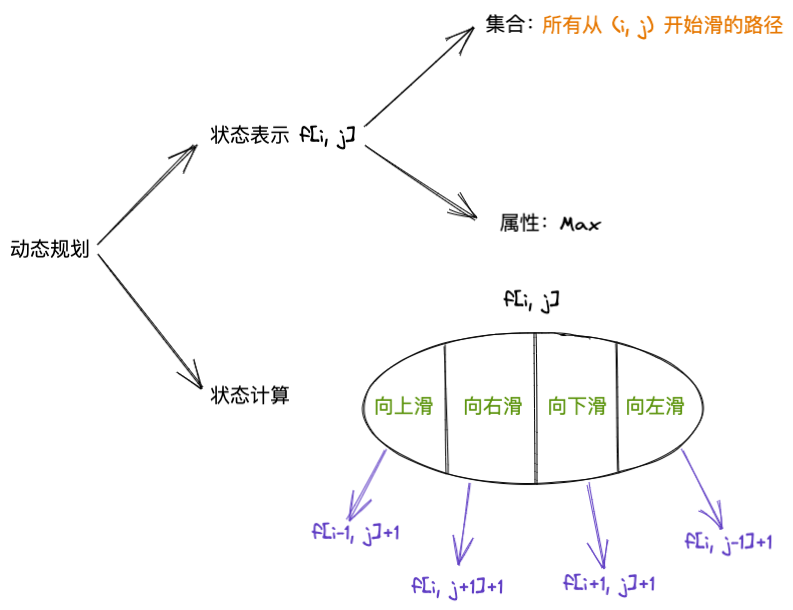 集合：所有从 (i, j) 开始滑的路径
状态表示 f[i, j]
属性：Max
动态规划
f[i, j]
状态计算
向上滑 向右滑 向下滑 向左滑
f[i-1, j]+1
f[i, j+1]+1
f[i+1, j]+1
f[i, j-1]+1